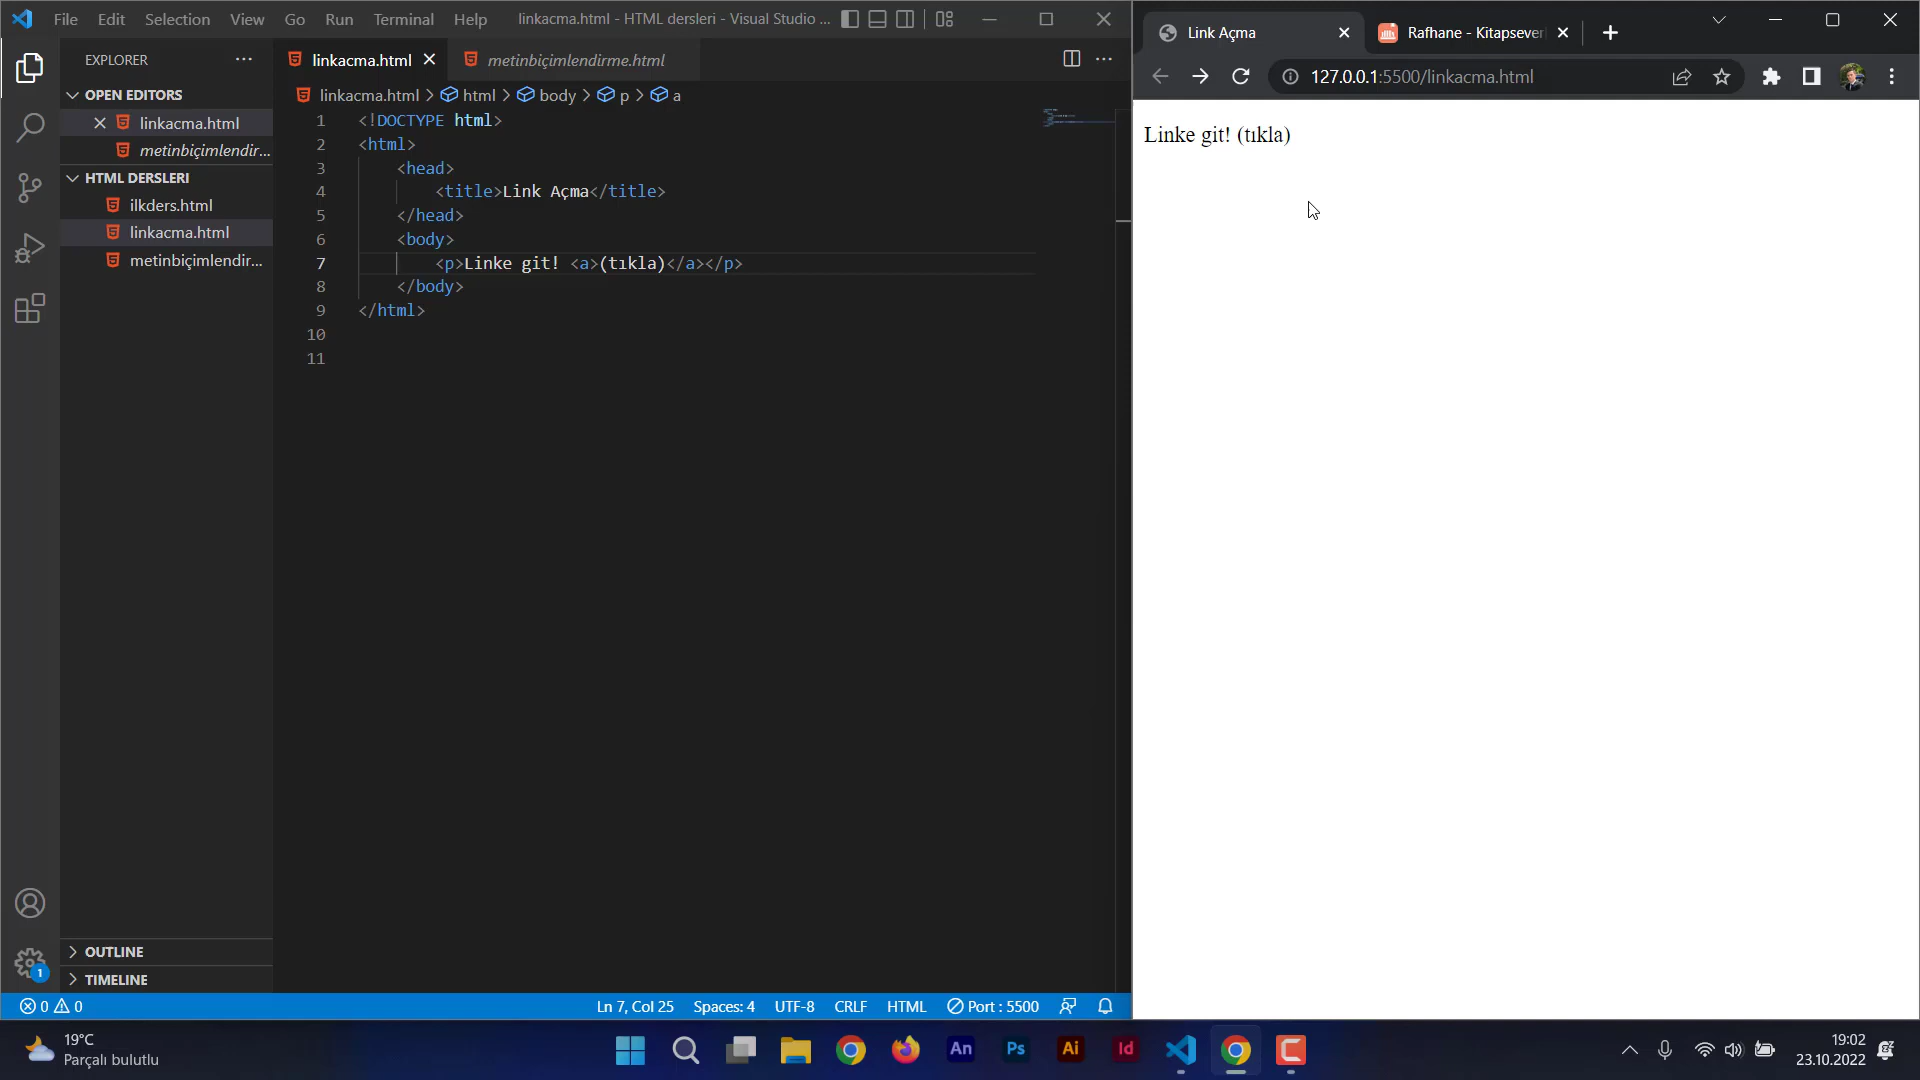 File Edit Selection View Go Run Terminal Help linkacma.html - HTML dersleri - Visual Studio ...
EXPLORER
OPEN EDITORS
linkacma.html
metinbiçimlendir...
HTML DERSLERI
ilkders.html
linkacma.html
metinbiçimlendir...
OUTLINE
TIMELINE
linkacma.html metinbiçimlendirme.html
linkacma.html > html > body > p > a
1 <!DOCTYPE html>
2 <html>
3 <head>
4 <title>Link Açma</title>
5 </head>
6 <body>
7 <p>Linke git! <a>(tıkla)</a></p>
8 </body>
9 </html>
10
11
0 0 Ln 7, Col 25 Spaces: 4 UTF-8 CRLF HTML Port : 5500
Link Açma Rafhane - Kitapsever
127.0.0.1:5500/linkacma.html
Linke git! (tıkla)
1
19°C
Parçalı bulutlu
An Ps Ai Id
19:02
23.10.2022